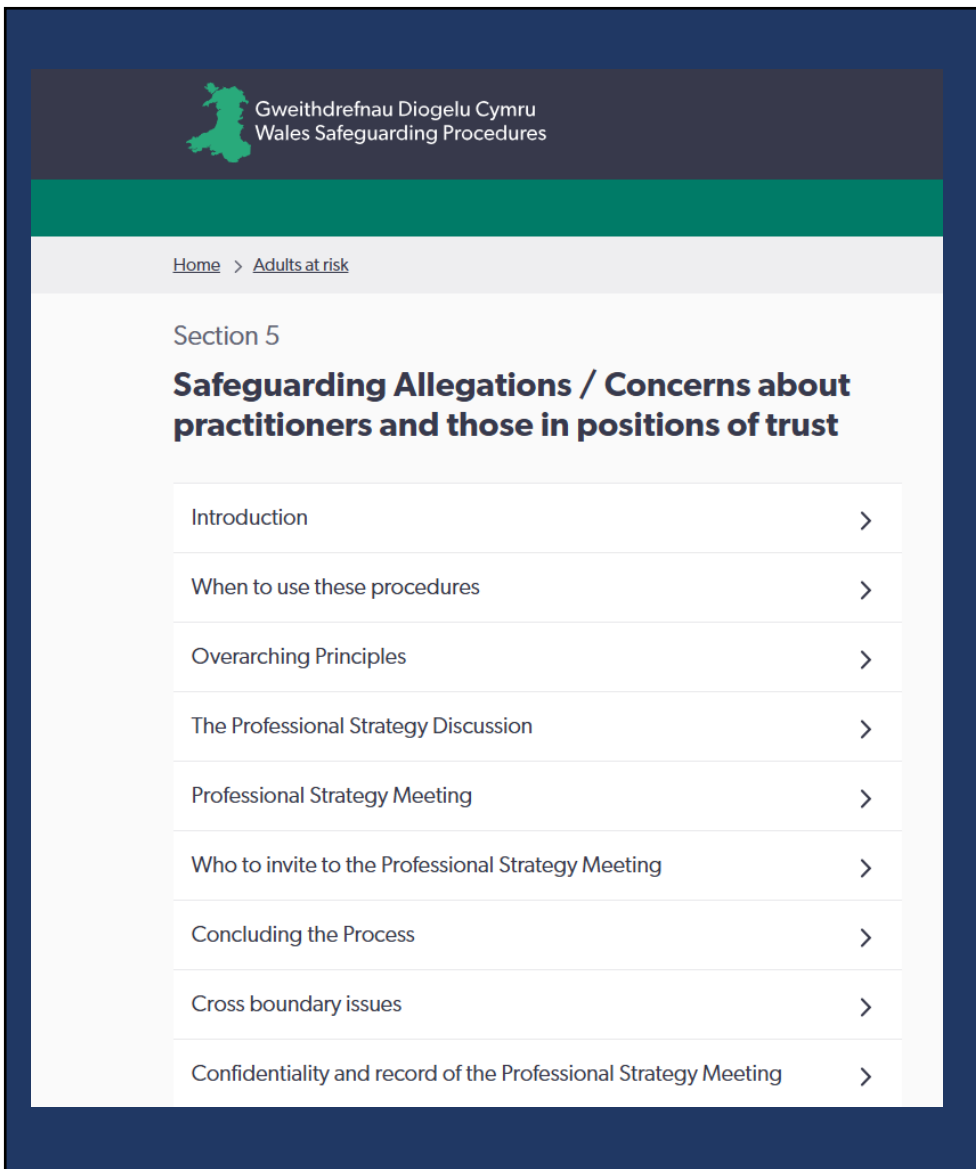 Gweithdrefnau Diogelu Cymru
Wales Safeguarding Procedures
Home > Adults at risk
Section 5
Safeguarding Allegations / Concerns about
practitioners and those in positions of trust
Introduction
When to use these procedures
Overarching Principles
The Professional Strategy Discussion
Professional Strategy Meeting
Who to invite to the Professional Strategy Meeting
Concluding the Process
Cross boundary issues
Confidentiality and record of the Professional Strategy Meeting